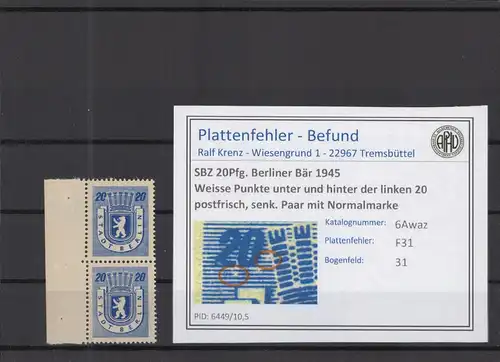 Plattenfehler - Befund
Ralf Krenz - Wiesengrund 1 - 22967 Tremsbüttel
SBZ 20Pfg. Berliner Bär 1945
Weisse Punkte unter und hinter der linken 20
postfrisch, senk. Paar mit Normalmarke
Katalognummer: 6Awaz
Plattenfehler: F31
Bogenfeld: 31
20
PID: 6449/10,5
20 20
STADT BERLIN
20 20
STADT BERLIN